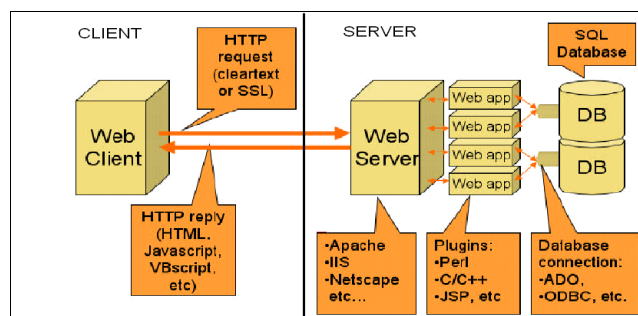 CLIENT
HTTP
request
(cleartext
or SSL)
Web
Client
HTTP reply
(HTML,
Javascript,
VBscript,
etc)
SERVER
SQL
Database
Web
Server
Web app
Web app
Web app
Web app
DB
DB
•Apache
•IIS
•Netscape
etc…
Plugins:
•Perl
•C/C++
•JSP, etc
Database
connection:
•ADO,
•ODBC, etc.